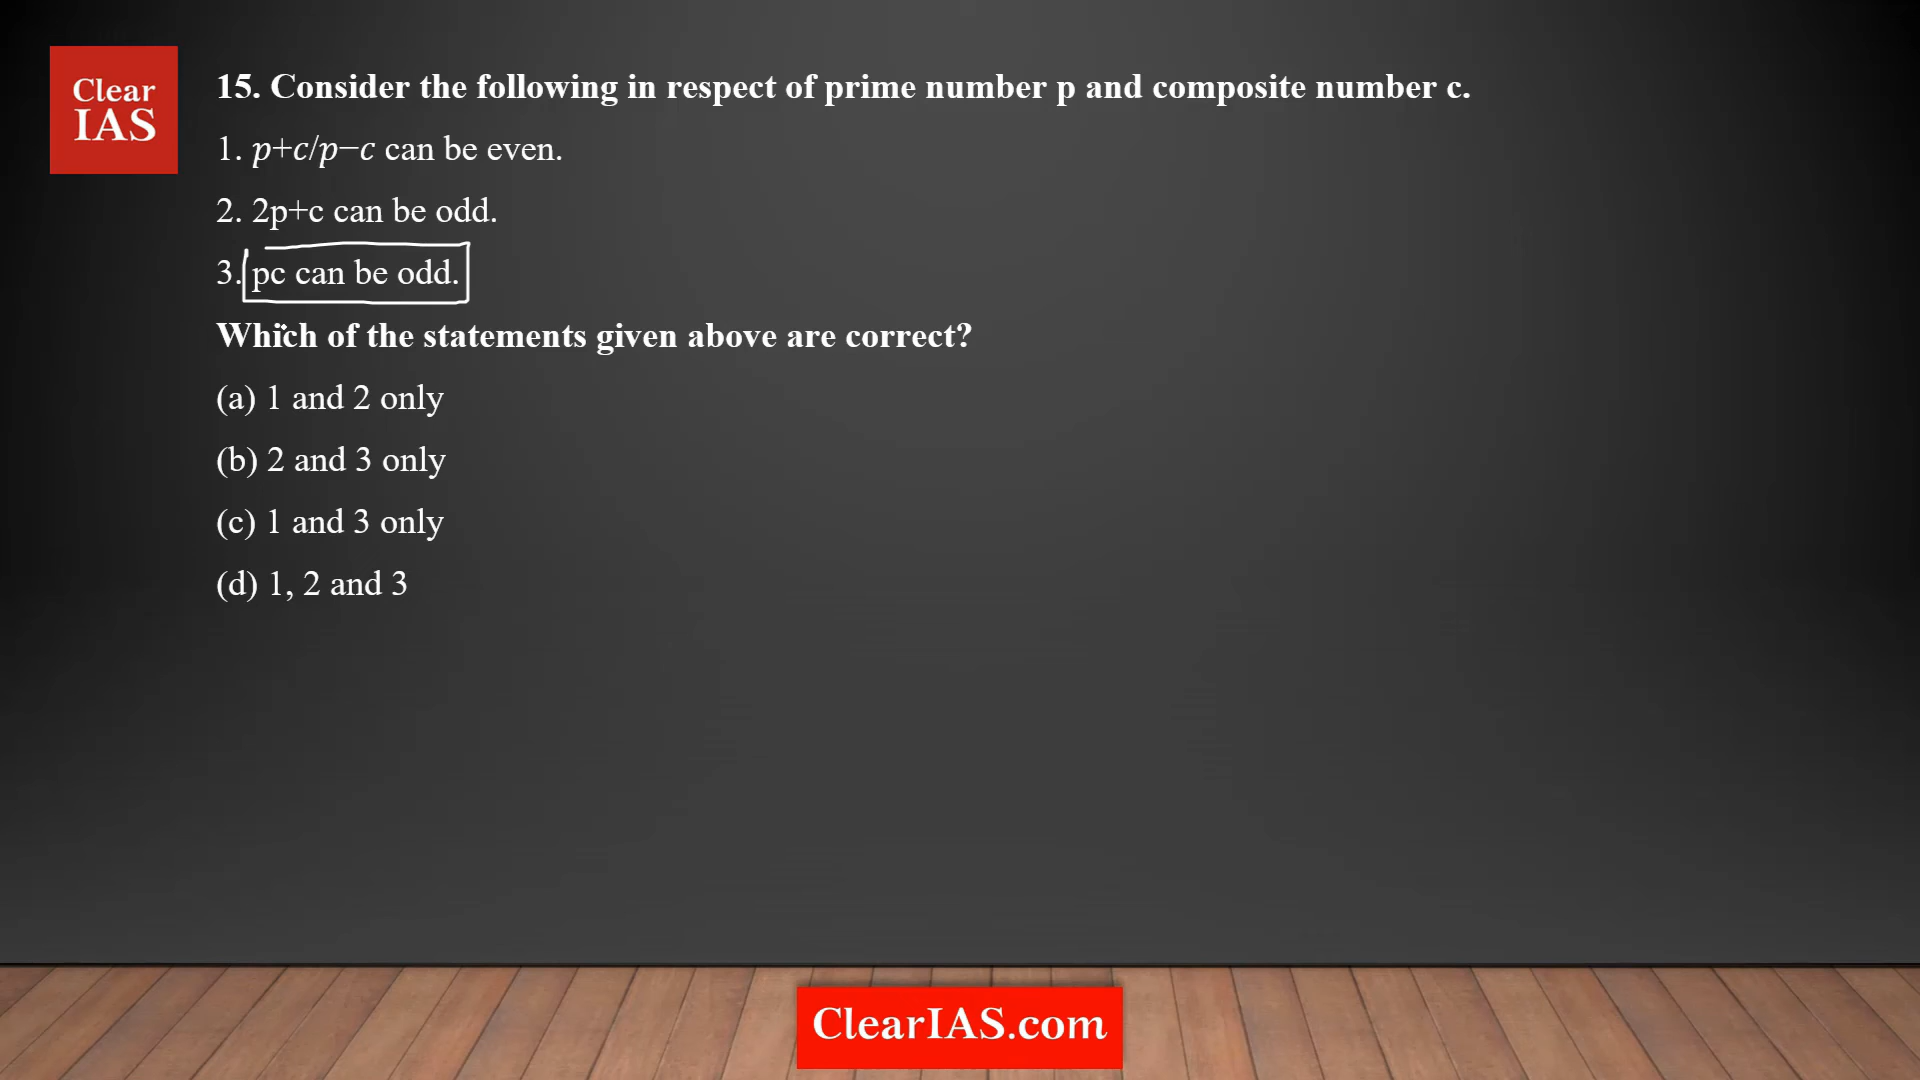 Clear
IAS
15. Consider the following in respect of prime number p and composite number c.
1. p+c/p−c can be even.
2. 2p+c can be odd.
3. pc can be odd.
Which of the statements given above are correct?
(a) 1 and 2 only
(b) 2 and 3 only
(c) 1 and 3 only
(d) 1, 2 and 3
ClearIAS.com